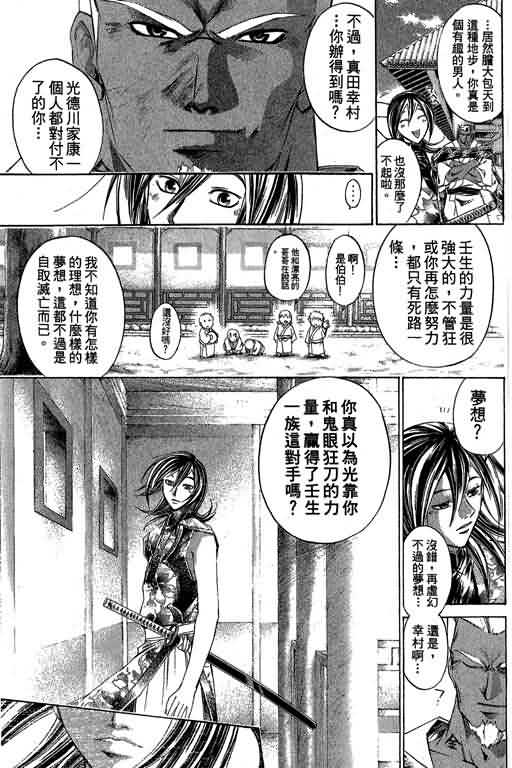 …居然膽大包天到
這種地步，你真是
個有趣的男人。
也沒那麼了
不起啦。
不過，真田幸村
…你辦得到嗎？
光德川家康一
個人都對付不
了的你…
……
壬生的力量是很
強大的，不管狂
或你再怎麼努力
，都只有死路一
條…
啊！
是伯伯！
他和漂亮的
哥哥在說話
還沒好嗎？
我不知道你有怎樣
的理想，什麼樣的
夢想，這都不過是
自取滅亡而已。
夢想？
沒錯，再虛幻
不過的夢想…
還是，
幸村啊…
你真以為光靠你
和鬼眼狂刀的力
量，贏得了壬生
一族這對手嗎？
？